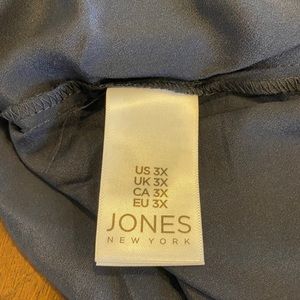 US 3X
UK 3X
CA 3X
EU 3X
JONES
NEW YORK